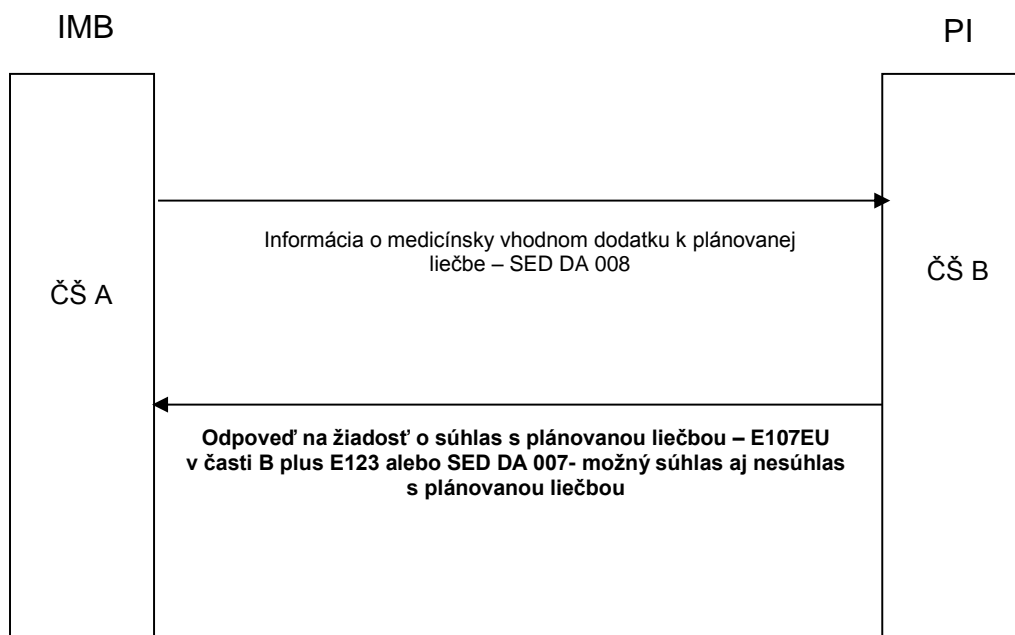 IMB
PI
Informácia o medicínsky vhodnom dodatku k plánovanej
liečbe – SED DA 008
ČŠ A
ČŠ B
Odpoveď na žiadosť o súhlas s plánovanou liečbou – E107EU
v časti B plus E123 alebo SED DA 007- možný súhlas aj nesúhlas
s plánovanou liečbou